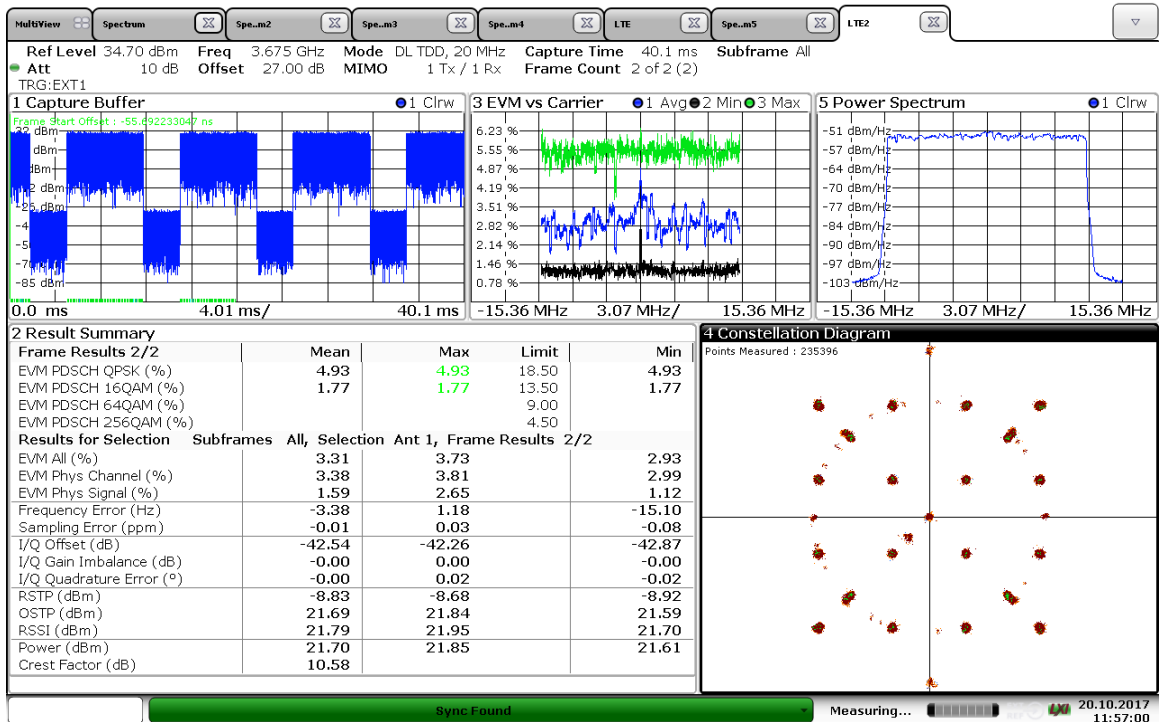 MultiView Spectrum Spe..m2 Spe..m3 Spe..m4 LTE Spe..m5 LTE2
Ref Level 34.70 dBm Freq 3.675 GHz Mode DL TDD, 20 MHz Capture Time 40.1 ms Subframe All
Att 10 dB Offset 27.00 dB MIMO 1 Tx / 1 Rx Frame Count 2 of 2 (2)
TRG:EXT1
1 Capture Buffer 1 Clrw
Frame Start Offset : -55.692233047 ns
32 dBm
dBm
dBm
dBm
-25 dBm
-85 dBm
0.0 ms 4.01 ms/ 40.1 ms
3 EVM vs Carrier 1 Avg 2 Min 3 Max
6.23 %
5.55 %
4.87 %
4.19 %
3.51 %
2.82 %
2.14 %
1.46 %
0.78 %
-15.36 MHz 3.07 MHz/ 15.36 MHz
5 Power Spectrum 1 Clrw
-51 dBm/Hz
-57 dBm/Hz
-64 dBm/Hz
-70 dBm/Hz
-77 dBm/Hz
-84 dBm/Hz
-90 dBm/Hz
-97 dBm/Hz
-103 dBm/Hz
-15.36 MHz 3.07 MHz/ 15.36 MHz
2 Result Summary
Frame Results 2/2 Mean Max Limit Min
EVM PDSCH QPSK (%) 4.93 4.93 18.50 4.93
EVM PDSCH 16QAM (%) 1.77 1.77 13.50 1.77
EVM PDSCH 64QAM (%) 9.00
EVM PDSCH 256QAM (%) 4.50
Results for Selection Subframes All, Selection Ant 1, Frame Results 2/2
EVM All (%) 3.31 3.73 2.93
EVM Phys Channel (%) 3.38 3.81 2.99
EVM Phys Signal (%) 1.59 2.65 1.12
Frequency Error (Hz) -3.38 1.18 -15.10
Sampling Error (ppm) -0.01 0.03 -0.08
I/Q Offset (dB) -42.54 -42.26 -42.87
I/Q Gain Imbalance (dB) -0.00 0.00 -0.00
I/Q Quadrature Error (°) -0.00 0.02 -0.02
RSTP (dBm) -8.83 -8.68 -8.92
OSTP (dBm) 21.69 21.84 21.59
RSSI (dBm) 21.79 21.95 21.70
Power (dBm) 21.70 21.85 21.61
Crest Factor (dB) 10.58
4 Constellation Diagram
Points Measured : 235396
Sync Found
Measuring...
REF
LXI
20.10.2017
11:57:00